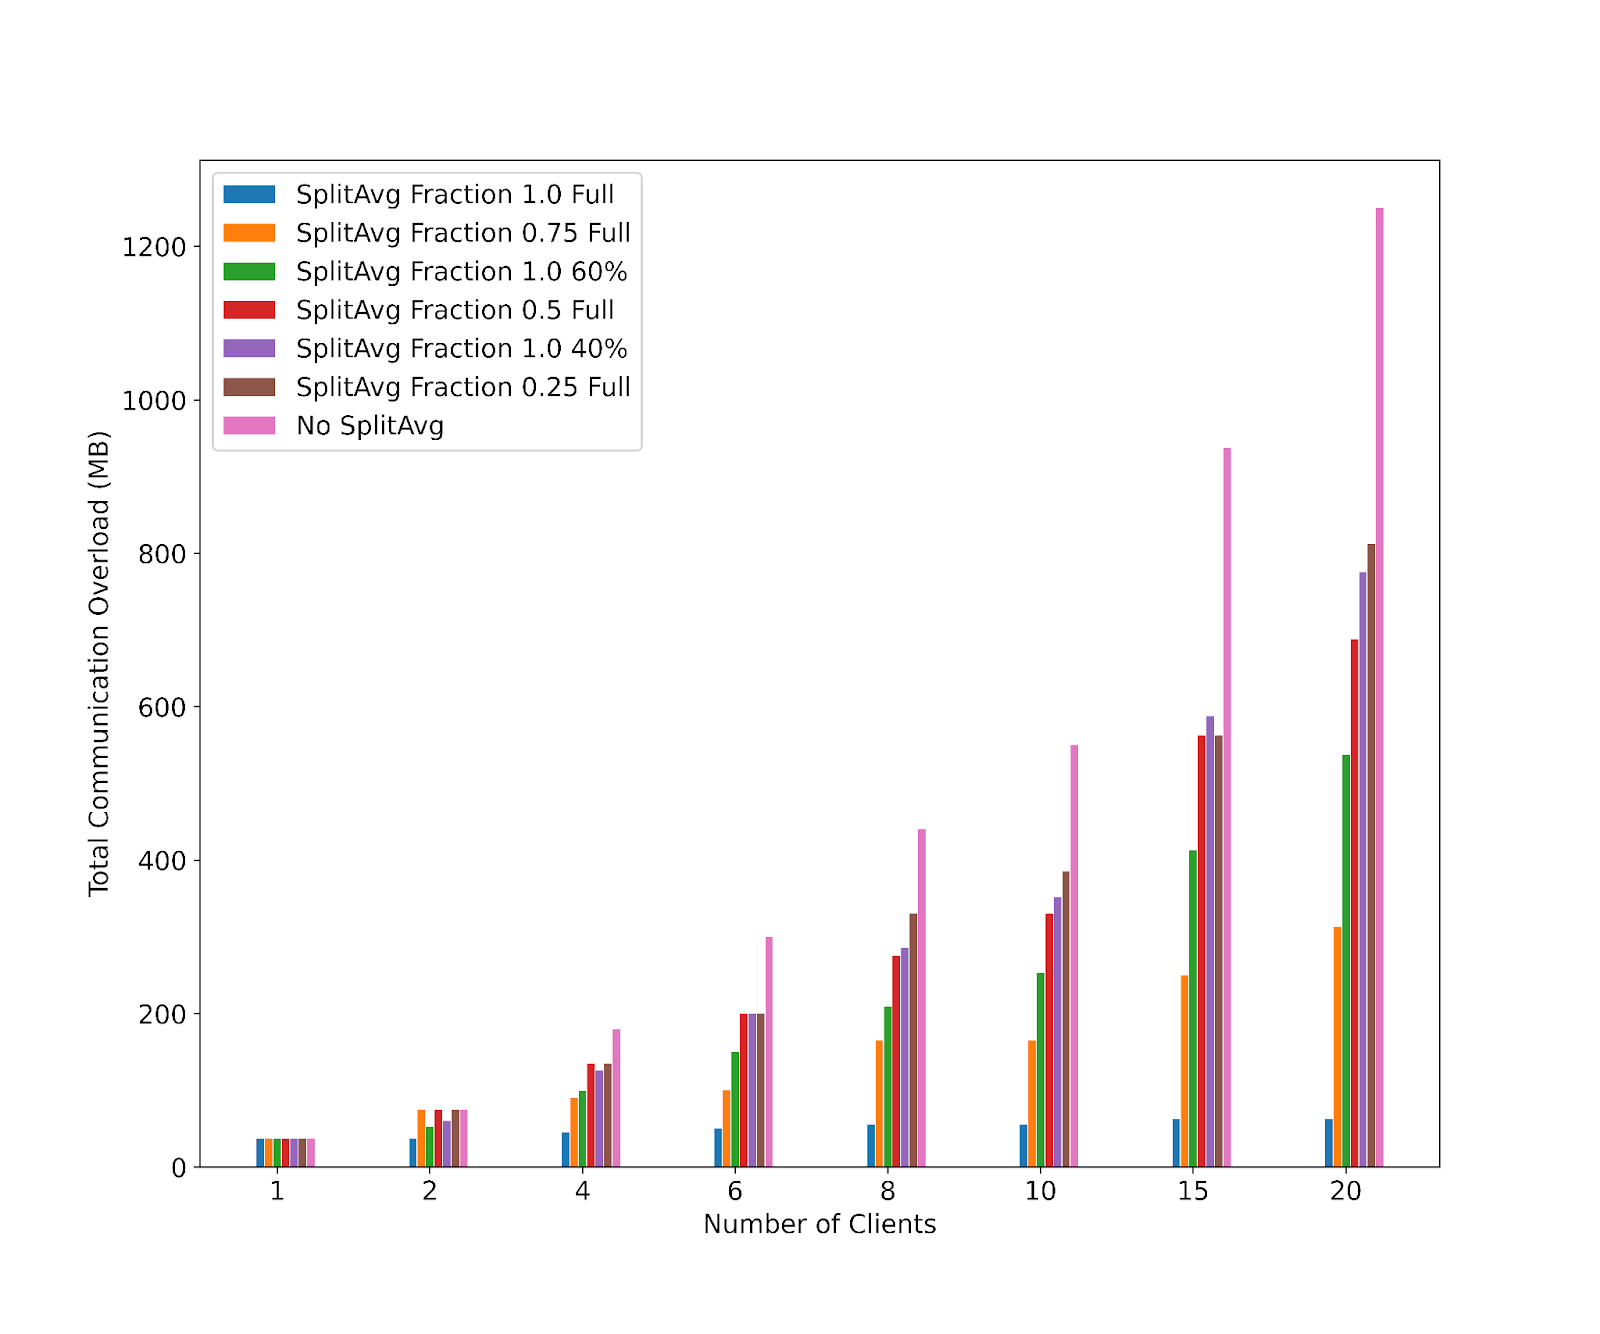 SplitAvg Fraction 1.0 Full
SplitAvg Fraction 0.75 Full
SplitAvg Fraction 1.0 60%
SplitAvg Fraction 0.5 Full
SplitAvg Fraction 1.0 40%
SplitAvg Fraction 0.25 Full
No SplitAvg
Total Communication Overload (MB)
1200
1000
800
600
400
200
0
1 2 4 6 8 10 15 20
Number of Clients